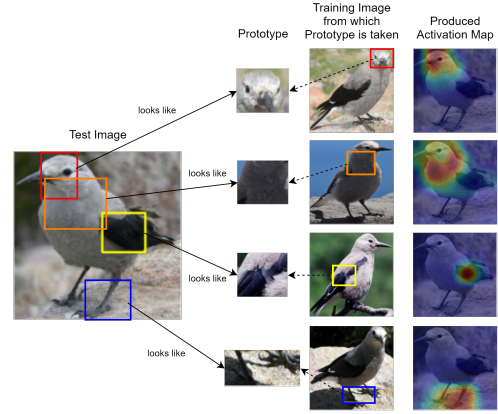 Prototype
Training Image
from which
Prototype is taken
Produced
Activation Map
Test Image
looks like
looks like
looks like
looks like